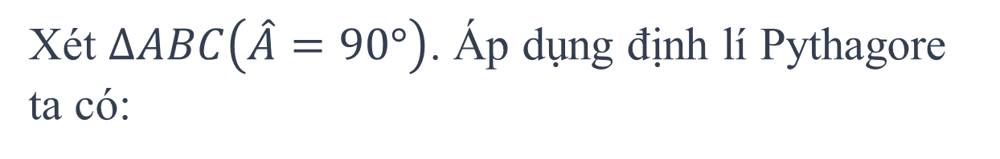 Xét ΔABC(Â = 90°). Áp dụng định lí Pythagore
ta có: